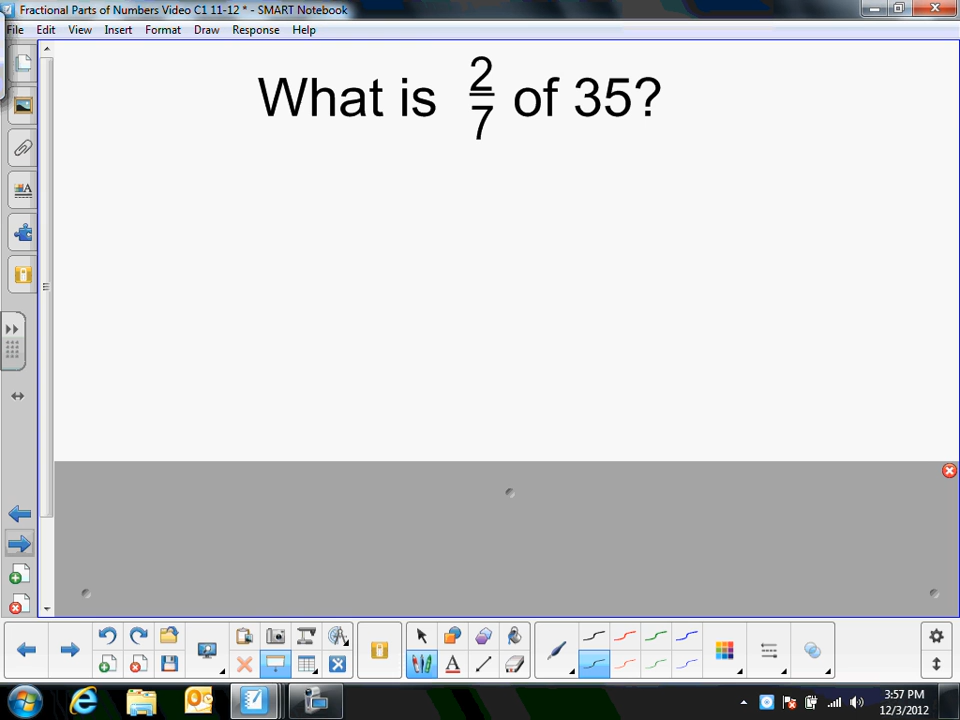 Fractional Parts of Numbers Video C1 11-12 * - SMART Notebook
File Edit View Insert Format Draw Response Help
What is 2/7 of 35?
3:57 PM
12/3/2012